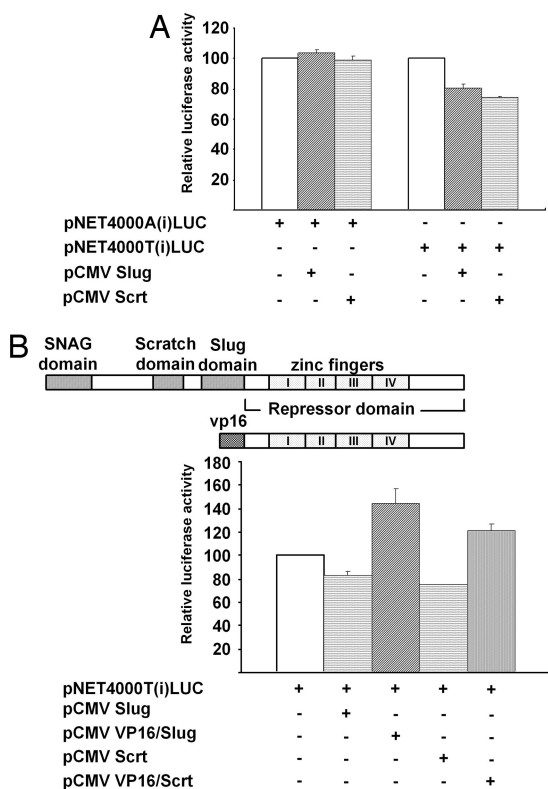 A
Relative luciferase activity
120
100
80
60
40
20
pNET4000A(i)LUC + + + - - -
pNET4000T(i)LUC - - - + + +
pCMV Slug - + - - + -
pCMV Scrt - - + - - +
B
SNAG domain
Scratch domain
Slug domain
zinc fingers
I II III IV
Repressor domain
vp16
I II III IV
Relative luciferase activity
180
160
140
120
100
80
60
40
20
pNET4000T(i)LUC + + + + +
pCMV Slug - + - - -
pCMV VP16/Slug - - + - -
pCMV Scrt - - - + -
pCMV VP16/Scrt - - - - +